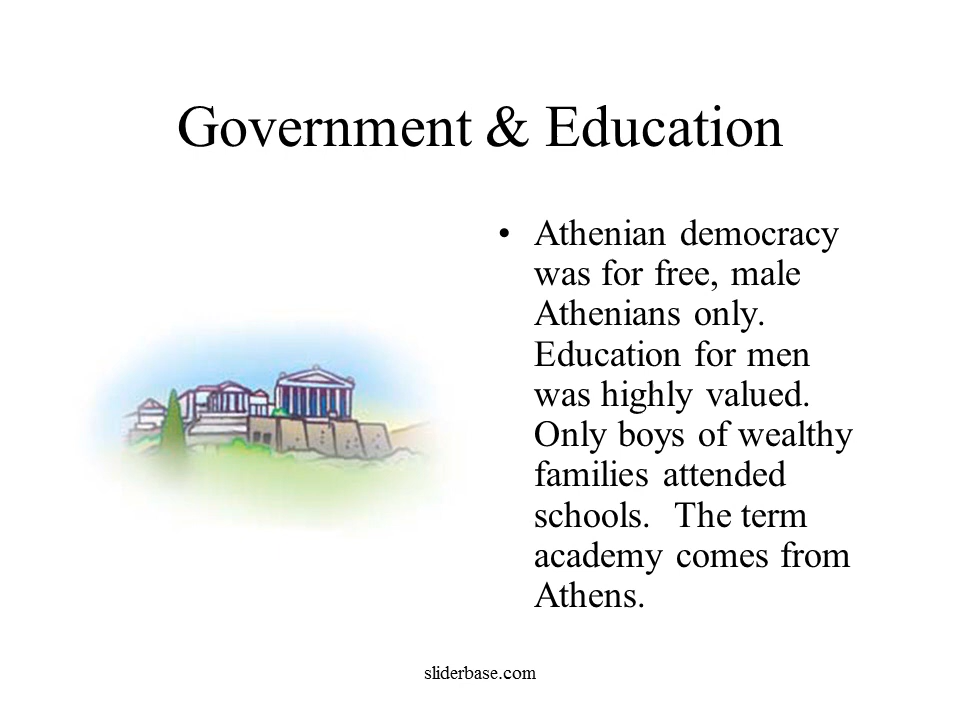 Government & Education
• Athenian democracy
was for free, male
Athenians only.
Education for men
was highly valued.
Only boys of wealthy
families attended
schools.  The term
academy comes from
Athens.
sliderbase.com